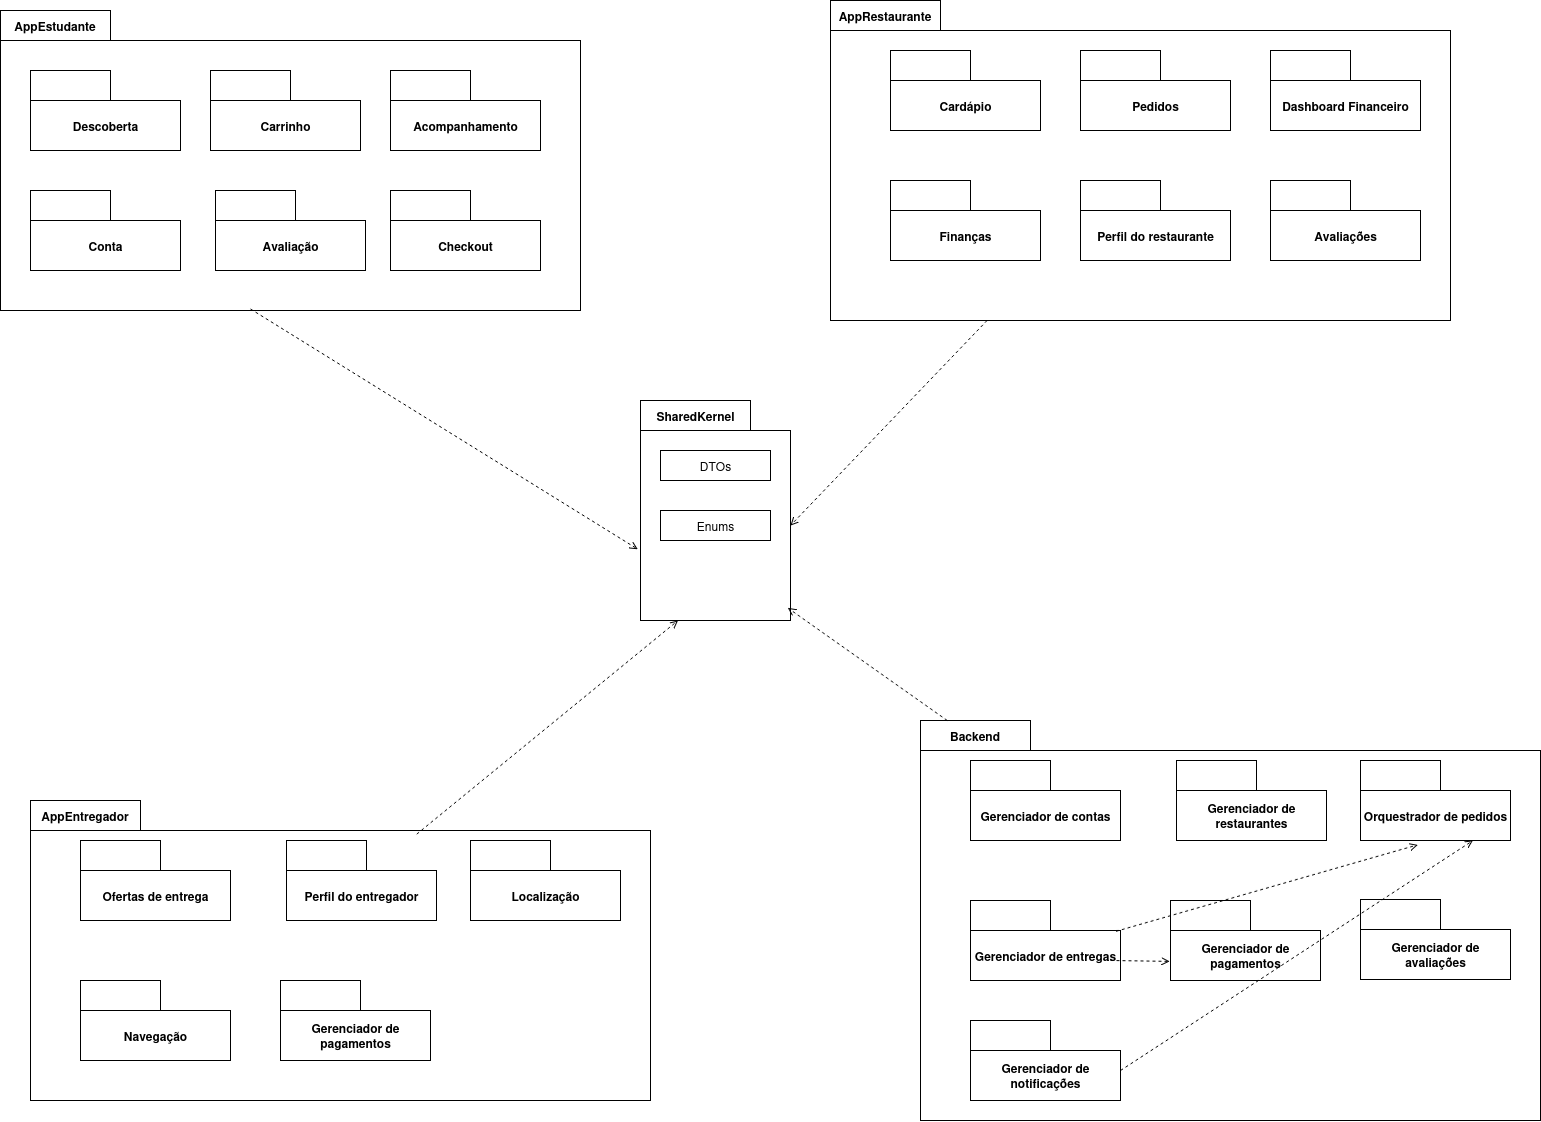 AppEstudante
Descoberta
Carrinho
Acompanhamento
Conta
Avaliação
Checkout
AppRestaurante
Cardápio
Pedidos
Dashboard Financeiro
Finanças
Perfil do restaurante
Avaliações
SharedKernel
DTOs
Enums
AppEntregador
Ofertas de entrega
Perfil do entregador
Localização
Navegação
Gerenciador de
pagamentos
Backend
Gerenciador de contas
Gerenciador de
restaurantes
Orquestrador de pedidos
Gerenciador de entregas
Gerenciador de
pagamentos
Gerenciador de
avaliações
Gerenciador de
notificações